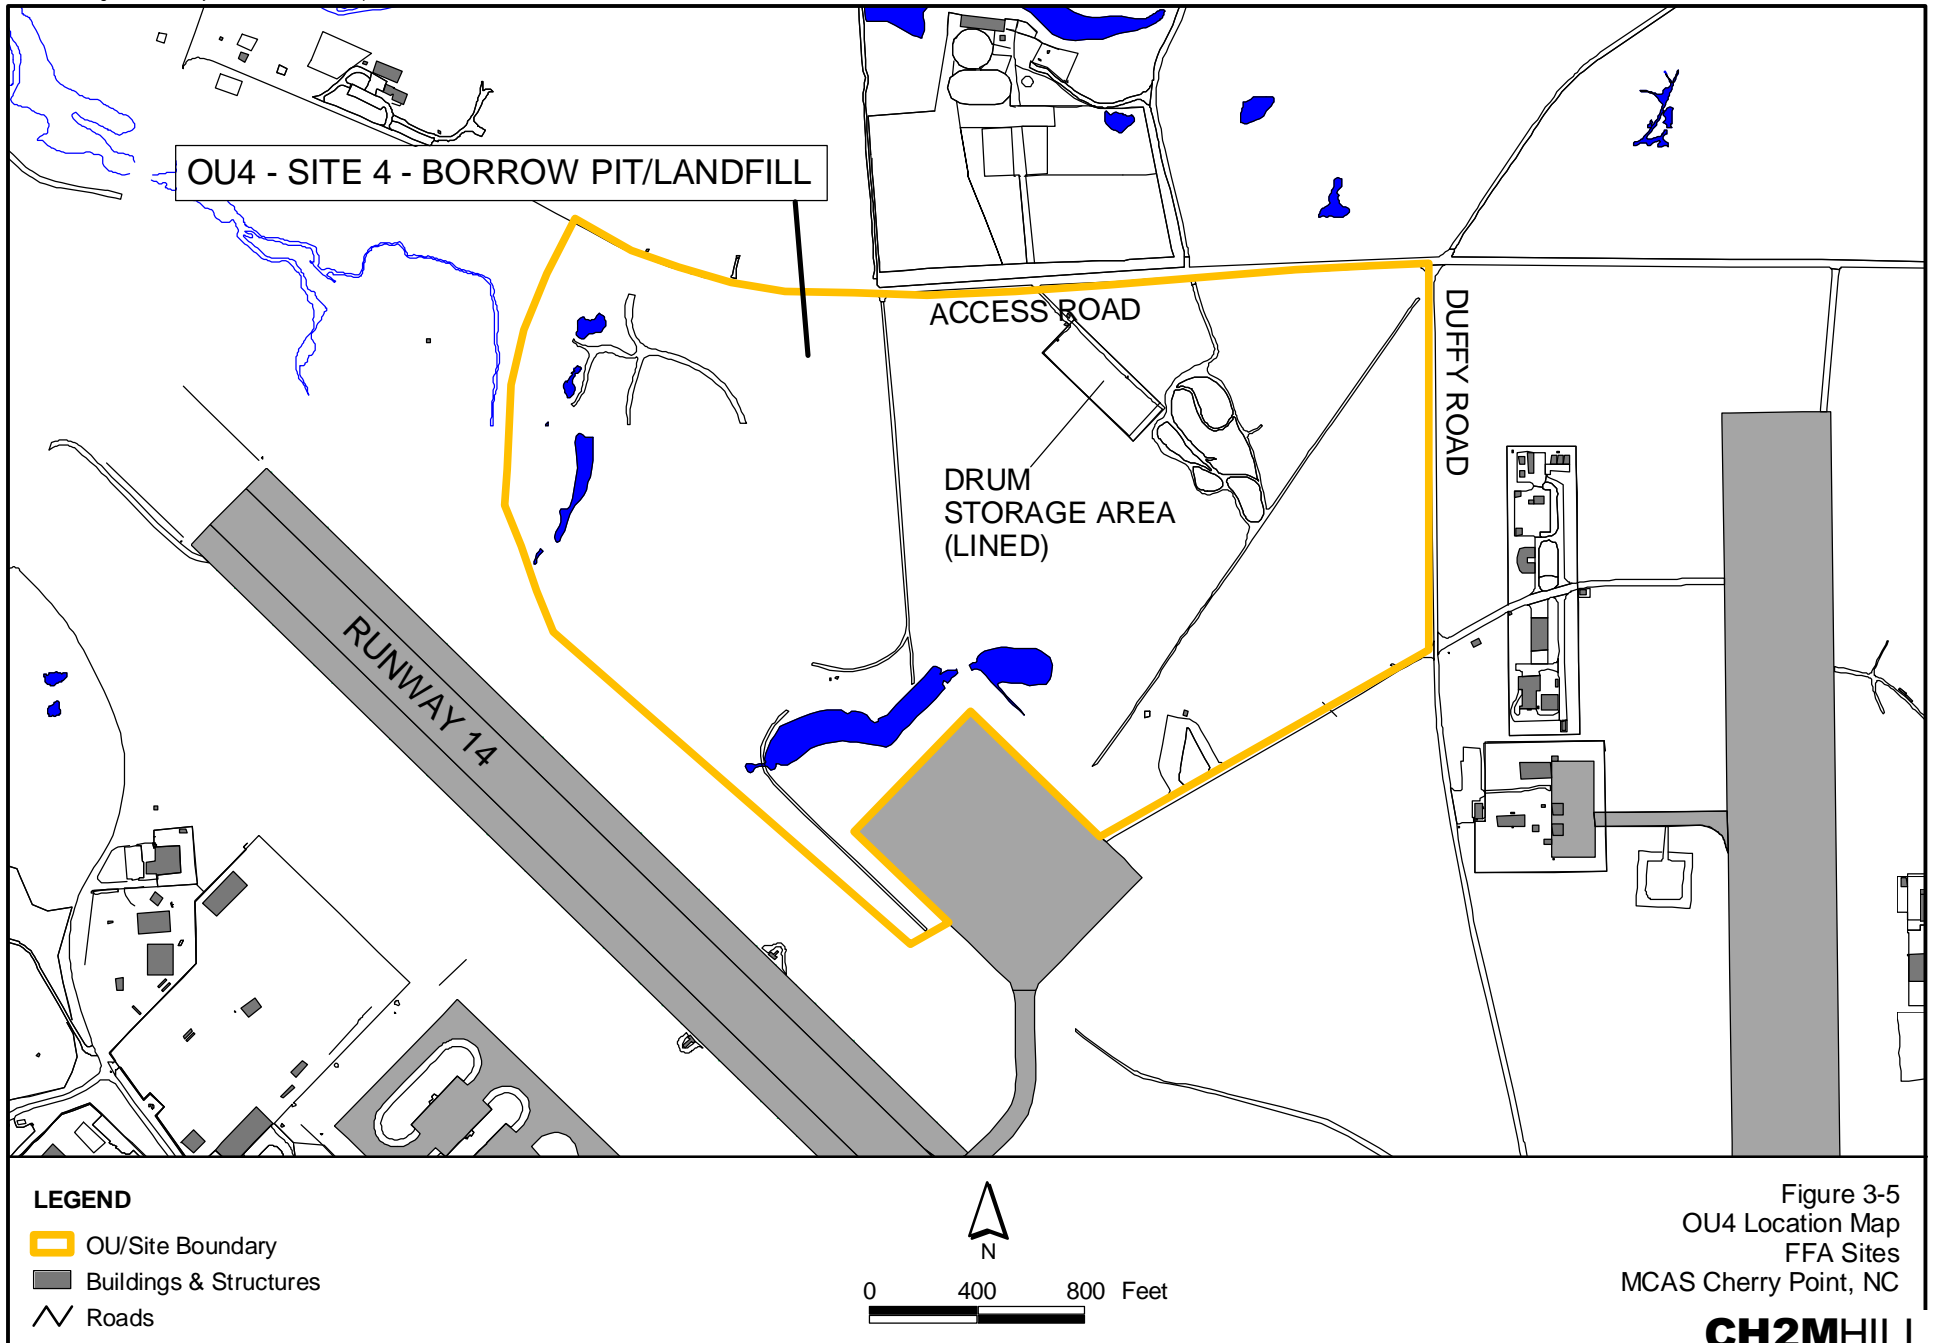 OU4 - SITE 4 - BORROW PIT/LANDFILL
ACCESS ROAD
DUFFY ROAD
DRUM
STORAGE AREA
(LINED)
RUNWAY 14
LEGEND
OU/Site Boundary
Buildings & Structures
Roads
N
0 400 800 Feet
Figure 3-5
OU4 Location Map
FFA Sites
MCAS Cherry Point, NC
CH2MHILL